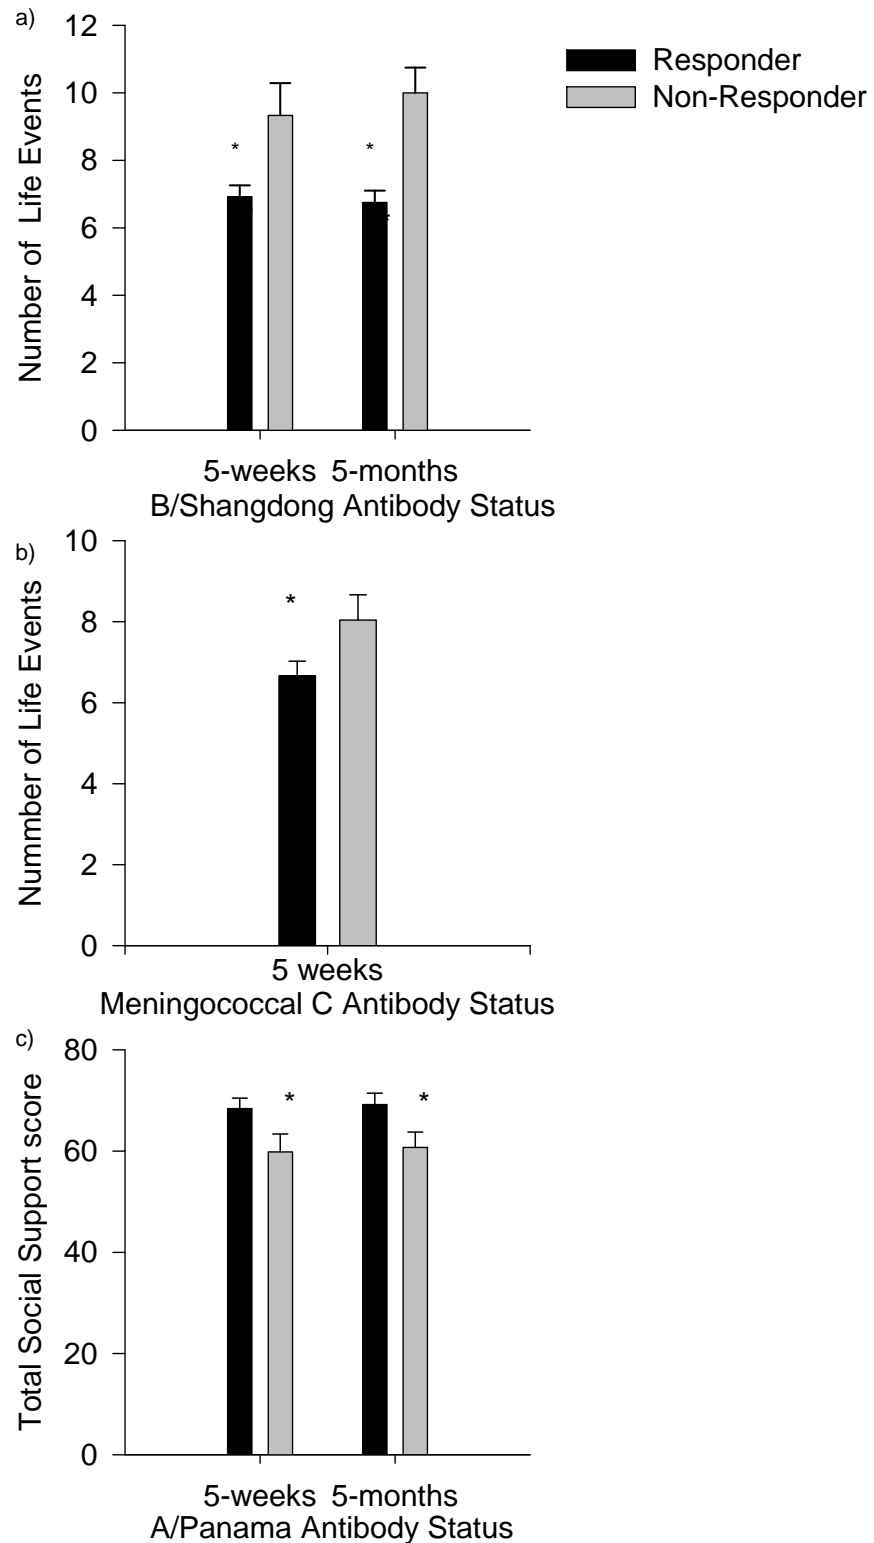 a)
12
10
8
6
4
2
0
Number of  Life Events
*
*
*
Responder
Non-Responder
5-weeks 5-months
B/Shangdong Antibody Status
b)
10
8
6
4
2
0
Nummber of Life Events
*
5 weeks
Meningococcal C Antibody Status
c)
80
60
40
20
0
Total Social Support score
*
*
5-weeks 5-months
A/Panama Antibody Status